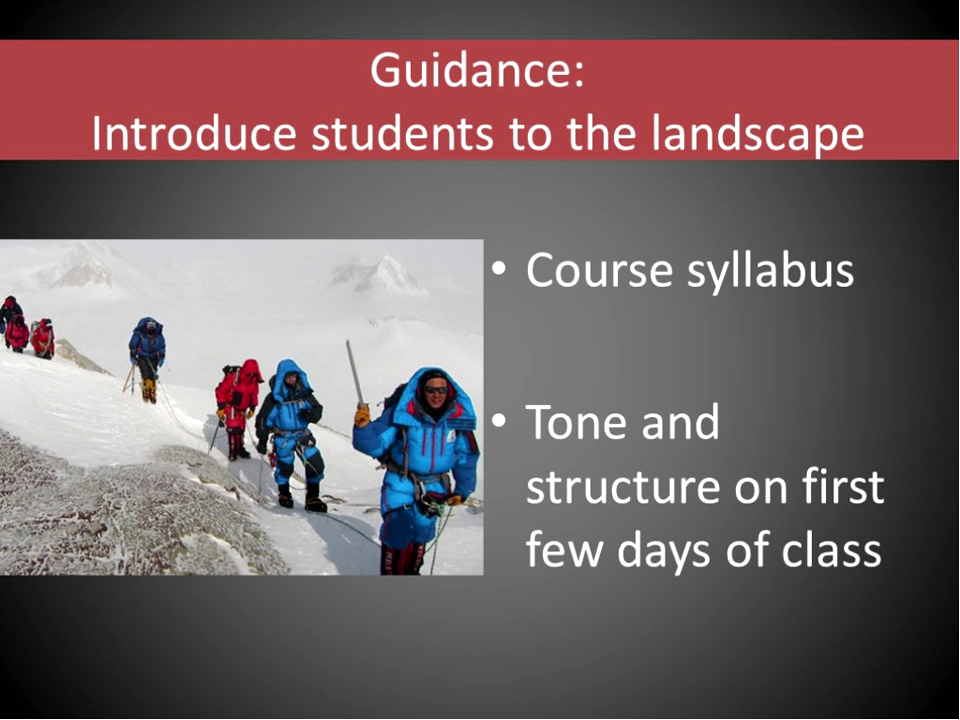 Guidance:
Introduce students to the landscape
• Course syllabus
• Tone and
structure on first
few days of class